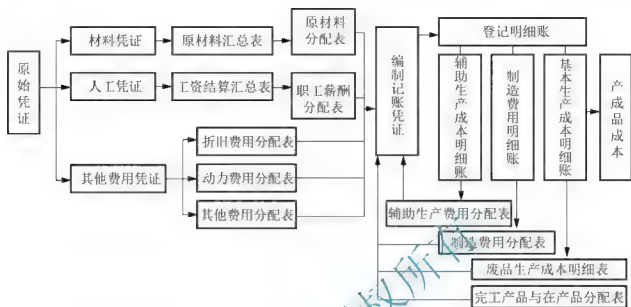 原始凭证
材料凭证
原材料汇总表
原材料
分配表
人工凭证
工资结算汇总表
职工薪酬
分配表
其他费用凭证
折旧费用分配表
动力费用分配表
其他费用分配表
编制记账凭证
登记明细账
辅助生产成本明细账
制造费用明细账
基本生产成本明细账
产成品成本
辅助生产费用分配表
制造费用分配表
废品生产成本明细表
完工产品与在产品分配表